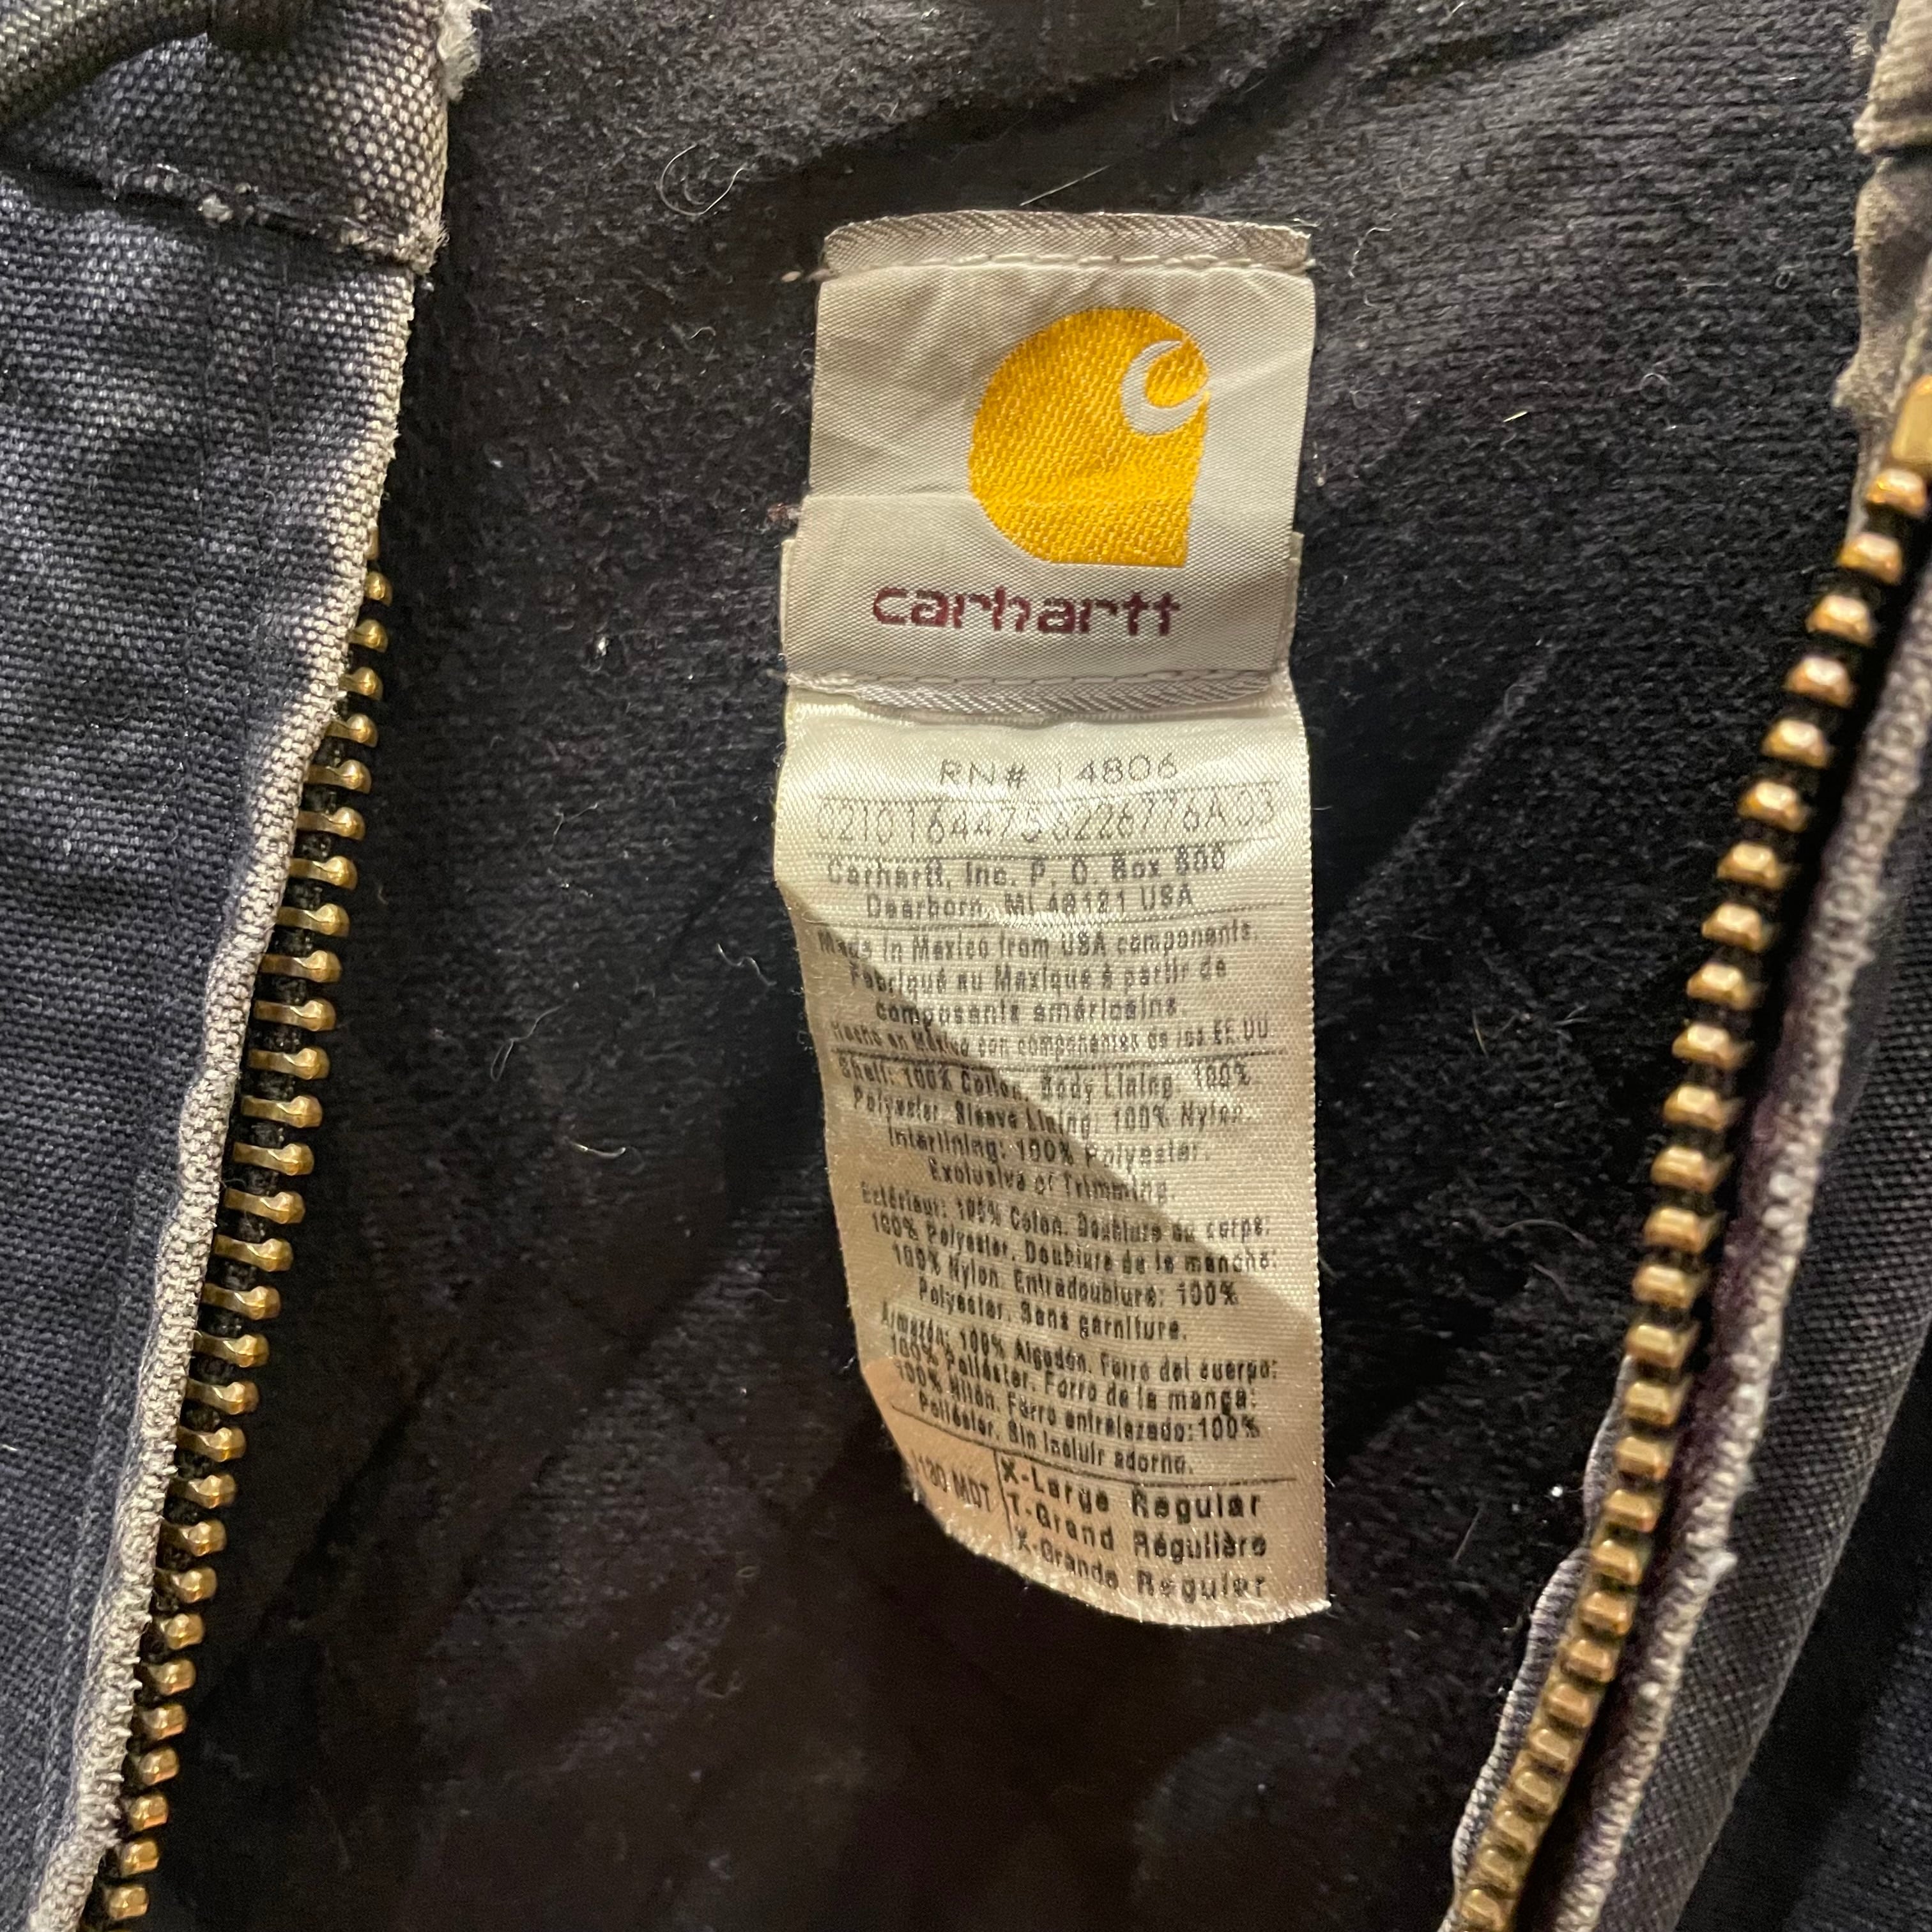 carhartt
RN# 14806
Carhartt, Inc. P. O. Box 600
Dearborn, MI 48121 USA
Made in Mexico from USA components.
Fabriqué au Mexique à partir de
composants américains.
Hecho en México con componentes de los EE.UU
Shell: 100% Cotton. Body Lining: 100%
Polyester. Sleeve Lining: 100% Nylon.
Interlining: 100% Polyester.
Exclusive of Trimming.
Extérieur: 100% Coton. Doublure du corps:
100% Polyester. Doublure de la manche:
100% Nylon. Entredoublure: 100%
Polyester. Sans garniture.
Armazón: 100% Algodón. Forro del cuerpo:
100% Poliéster. Forro de la manga:
100% Nilón. Forro entrelazado: 100%
Poliéster. Sin incluir adorno.
MDT
X-Large Regular
T-Grand Régulière
X-Grande Regular